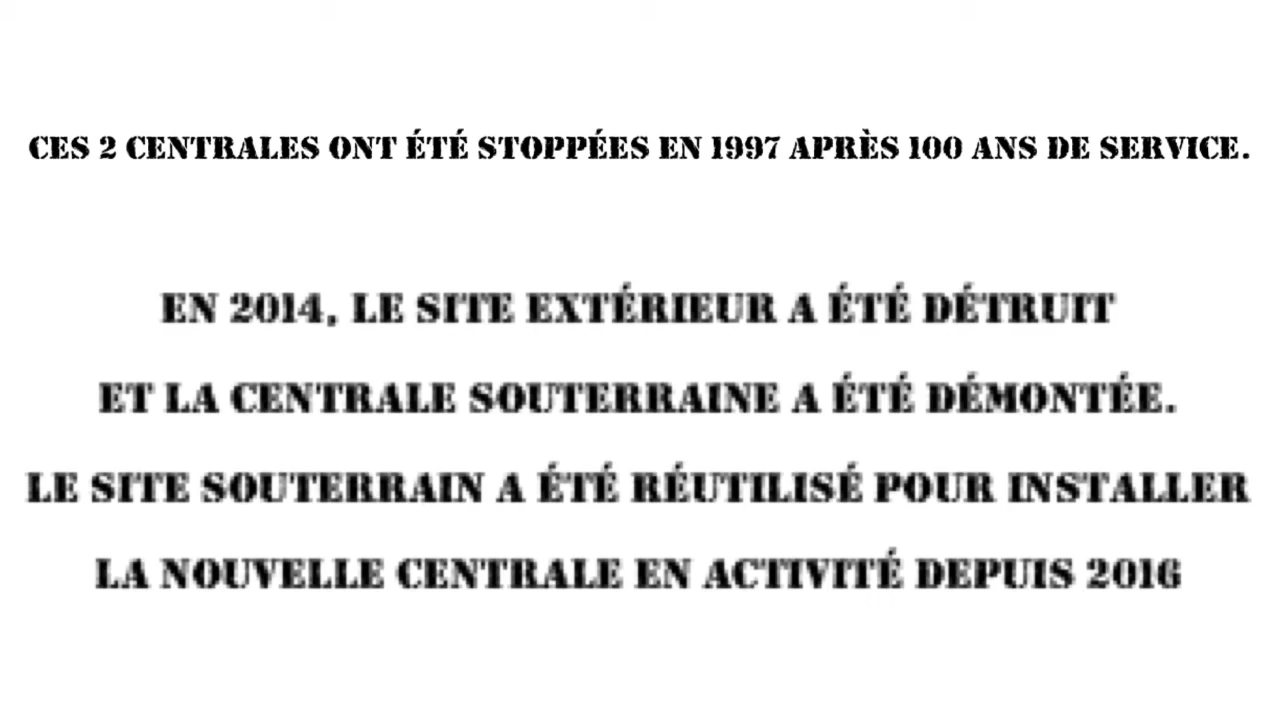 CES 2 CENTRALES ONT ÉTÉ STOPPÉES EN 1997 APRÈS 100 ANS DE SERVICE.
EN 2014, LE SITE EXTÉRIEUR A ÉTÉ DÉTRUIT
ET LA CENTRALE SOUTERRAINE A ÉTÉ DÉMONTÉE.
LE SITE SOUTERRAIN A ÉTÉ RÉUTILISÉ POUR INSTALLER
LA NOUVELLE CENTRALE EN ACTIVITÉ DEPUIS 2016